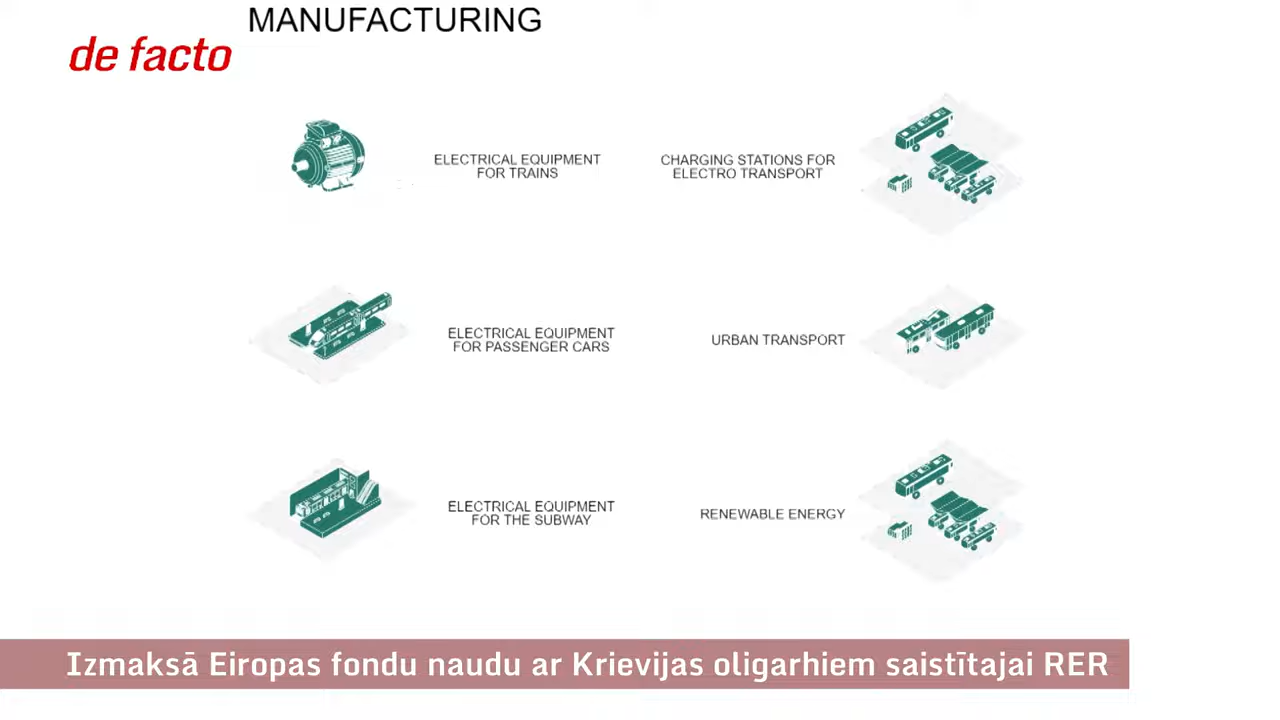 MANUFACTURING
de facto
ELECTRICAL EQUIPMENT
FOR TRAINS
CHARGING STATIONS FOR
ELECTRO TRANSPORT
ELECTRICAL EQUIPMENT
FOR PASSENGER CARS
URBAN TRANSPORT
ELECTRICAL EQUIPMENT
FOR THE SUBWAY
RENEWABLE ENERGY
Izmaksā Eiropas fondu naudu ar Krievijas oligarhiem saistītajai RER